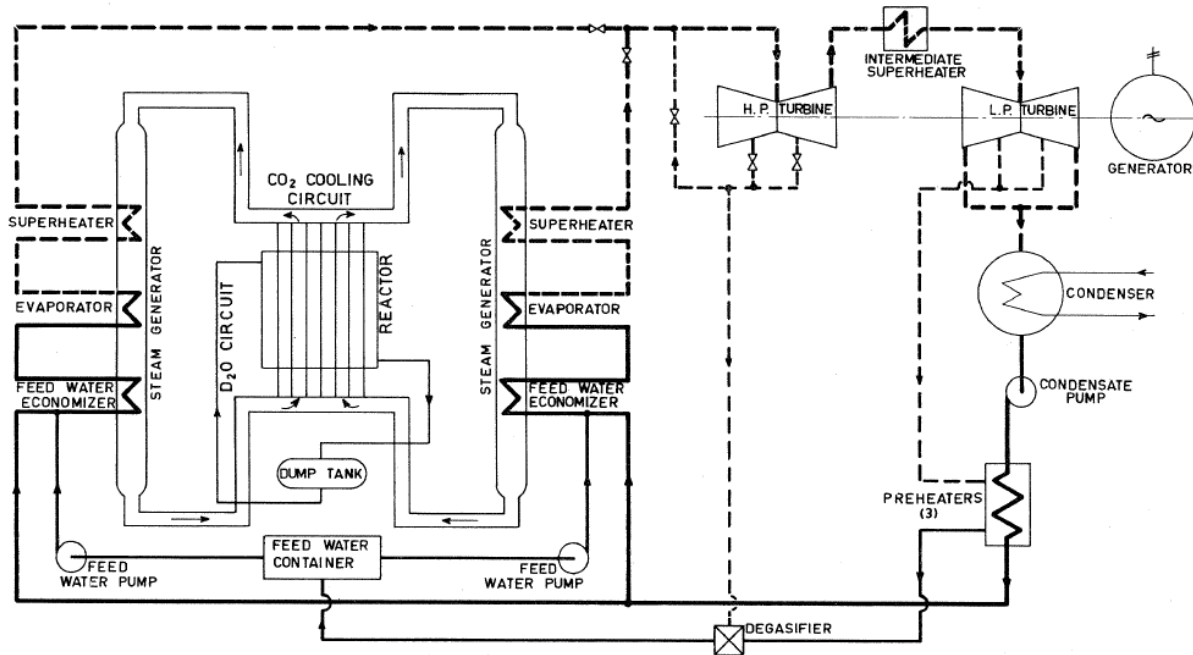 INTERMEDIATE
SUPERHEATER
H.P. TURBINE
L.P. TURBINE
GENERATOR
CO₂ COOLING
CIRCUIT
SUPERHEATER
SUPERHEATER
STEAM GENERATOR
D₂O CIRCUIT
REACTOR
STEAM GENERATOR
EVAPORATOR
EVAPORATOR
CONDENSER
FEED WATER
ECONOMIZER
FEED WATER
ECONOMIZER
CONDENSATE
PUMP
DUMP TANK
PREHEATERS
(3)
FEED WATER
CONTAINER
FEED
WATER PUMP
FEED
WATER PUMP
DEGASIFIER